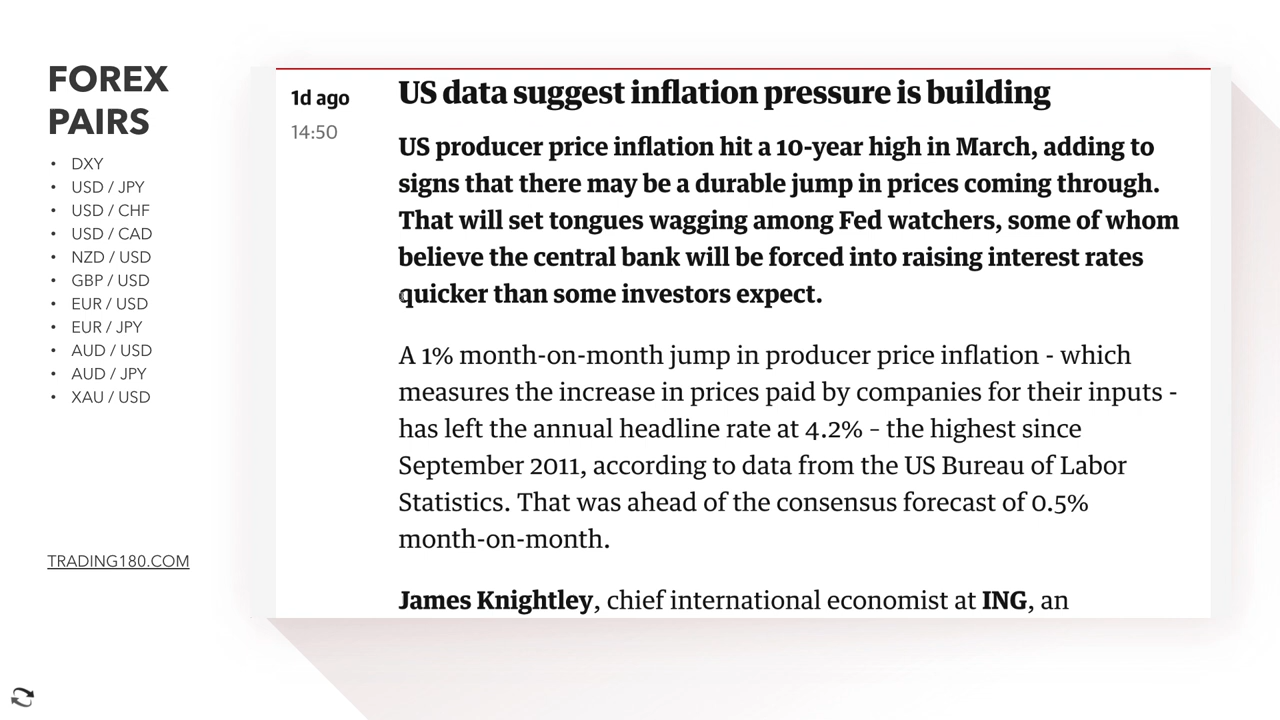 FOREX
PAIRS
• DXY
• USD / JPY
• USD / CHF
• USD / CAD
• NZD / USD
• GBP / USD
• EUR / USD
• EUR / JPY
• AUD / USD
• AUD / JPY
• XAU / USD
TRADING180.COM
1d ago
14:50
US data suggest inflation pressure is building
US producer price inflation hit a 10-year high in March, adding to
signs that there may be a durable jump in prices coming through.
That will set tongues wagging among Fed watchers, some of whom
believe the central bank will be forced into raising interest rates
quicker than some investors expect.
A 1% month-on-month jump in producer price inflation - which
measures the increase in prices paid by companies for their inputs -
has left the annual headline rate at 4.2% – the highest since
September 2011, according to data from the US Bureau of Labor
Statistics. That was ahead of the consensus forecast of 0.5%
month-on-month.
James Knightley, chief international economist at ING, an